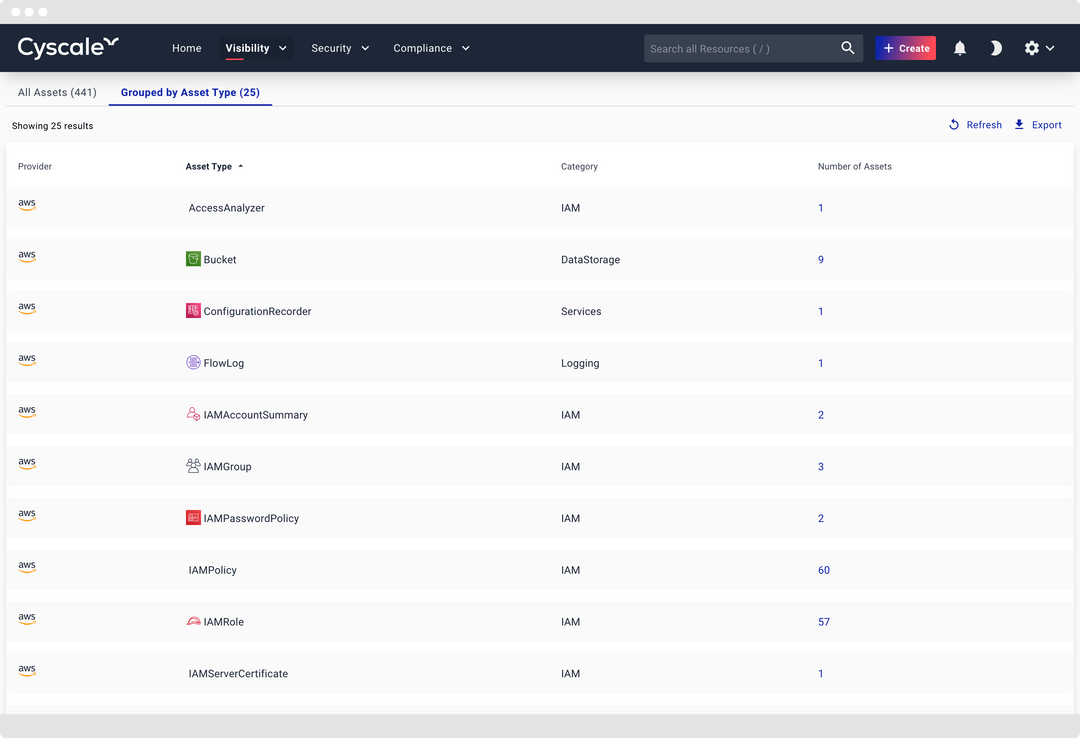 Cyscale Home Visibility Security Compliance Search all Resources ( / ) + Create
All Assets (441) Grouped by Asset Type (25)
Showing 25 results Refresh Export
Provider Asset Type Category Number of Assets
aws AccessAnalyzer IAM 1
aws Bucket DataStorage 9
aws ConfigurationRecorder Services 1
aws FlowLog Logging 1
aws IAMAccountSummary IAM 2
aws IAMGroup IAM 3
aws IAMPasswordPolicy IAM 2
aws IAMPolicy IAM 60
aws IAMRole IAM 57
aws IAMServerCertificate IAM 1